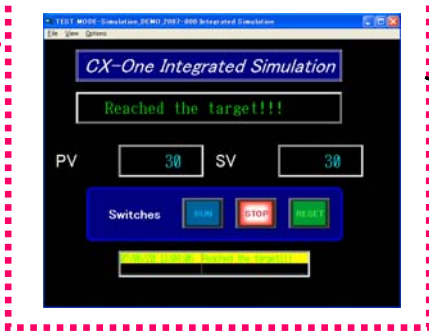 TEST MODE-Simulation_DEMO_2007-008 Integrated Simulation
File View Options
CX-One Integrated Simulation
Reached the target!!!
PV 30 SV 30
Switches RUN STOP RESET
Reached the target!!!